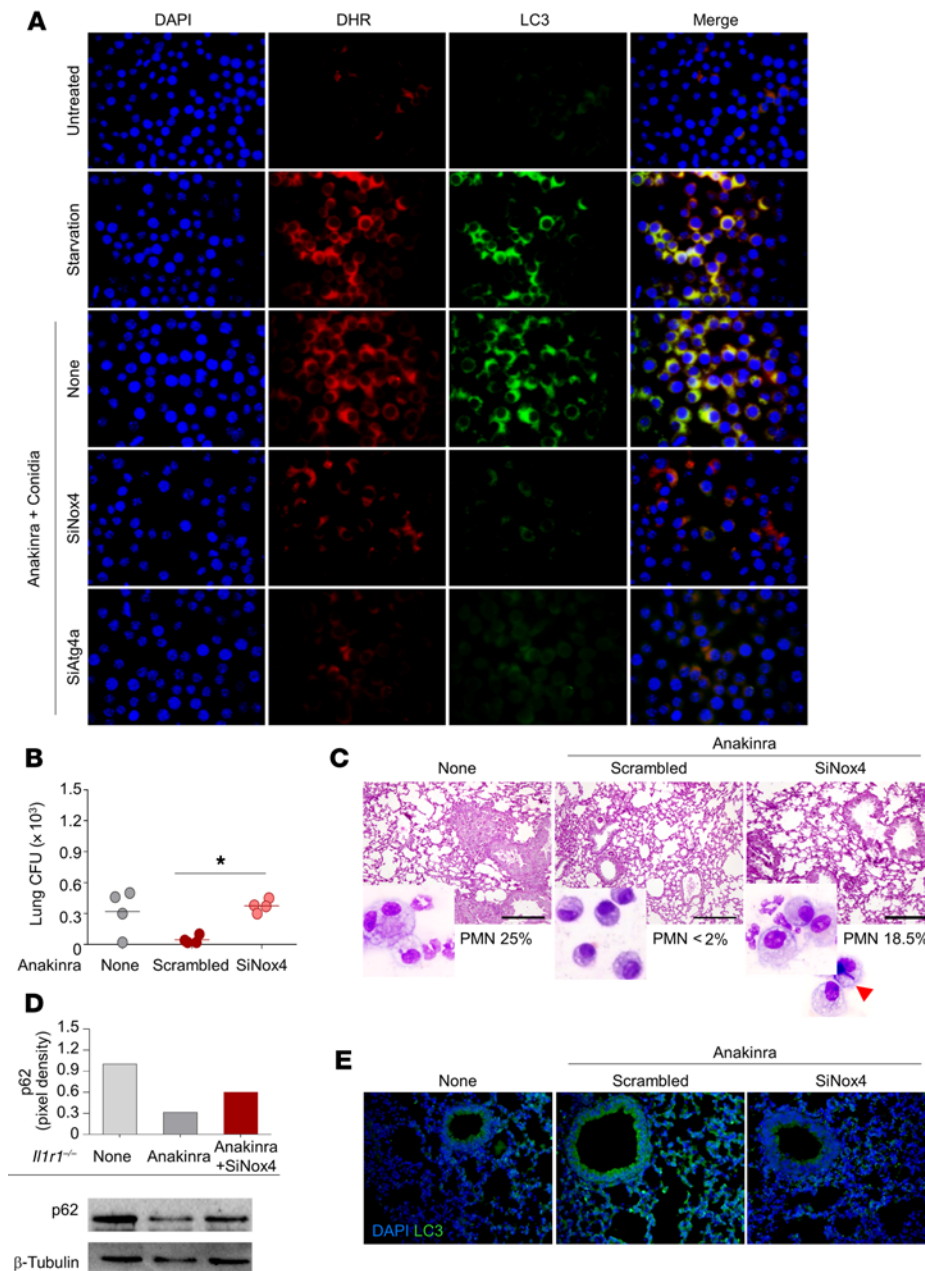 A
DAPI DHR LC3 Merge
Untreated
Starvation
Anakinra + Conidia
None
SiNox4
SiAtg4a
B
Lung CFU (× 10³)
1.5
1.2
0.9
0.6
0.3
0
*
Anakinra None Scrambled SiNox4
C
Anakinra
None Scrambled SiNox4
PMN 25% PMN <2% PMN 18.5%
D
p62
(pixel density)
1.5
1.2
0.9
0.6
0.3
Il1r1⁻/⁻ None Anakinra Anakinra
+SiNox4
p62
β-Tubulin
E
Anakinra
None Scrambled SiNox4
DAPI LC3